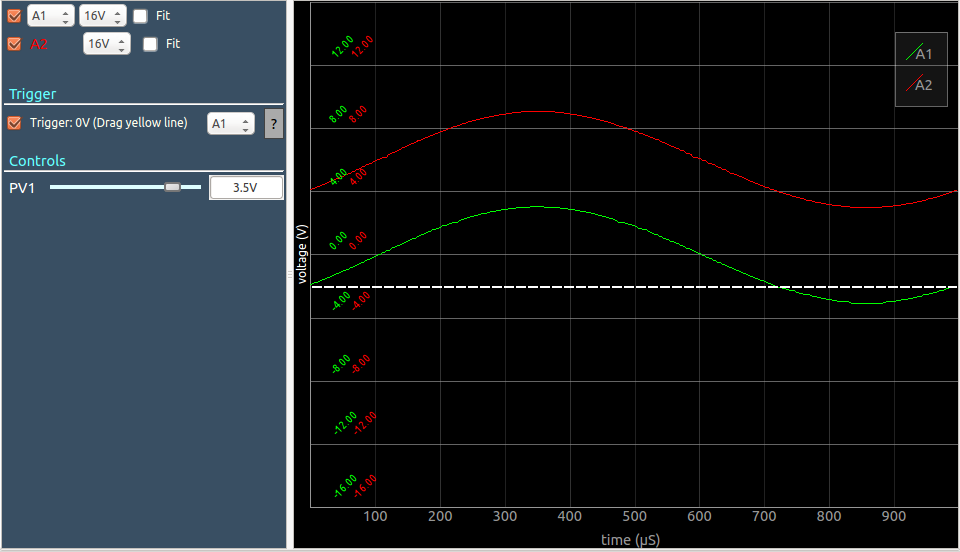 A1 16V Fit
A2 16V Fit
Trigger
Trigger: 0V (Drag yellow line) A1 ?
Controls
PV1 3.5V
A1
A2
voltage (V)
12.00 12.00
8.00 8.00
4.00 4.00
0.00 0.00
-4.00 -4.00
-8.00 -8.00
-12.00 -12.00
-16.00 -16.00
100 200 300 400 500 600 700 800 900
time (µS)